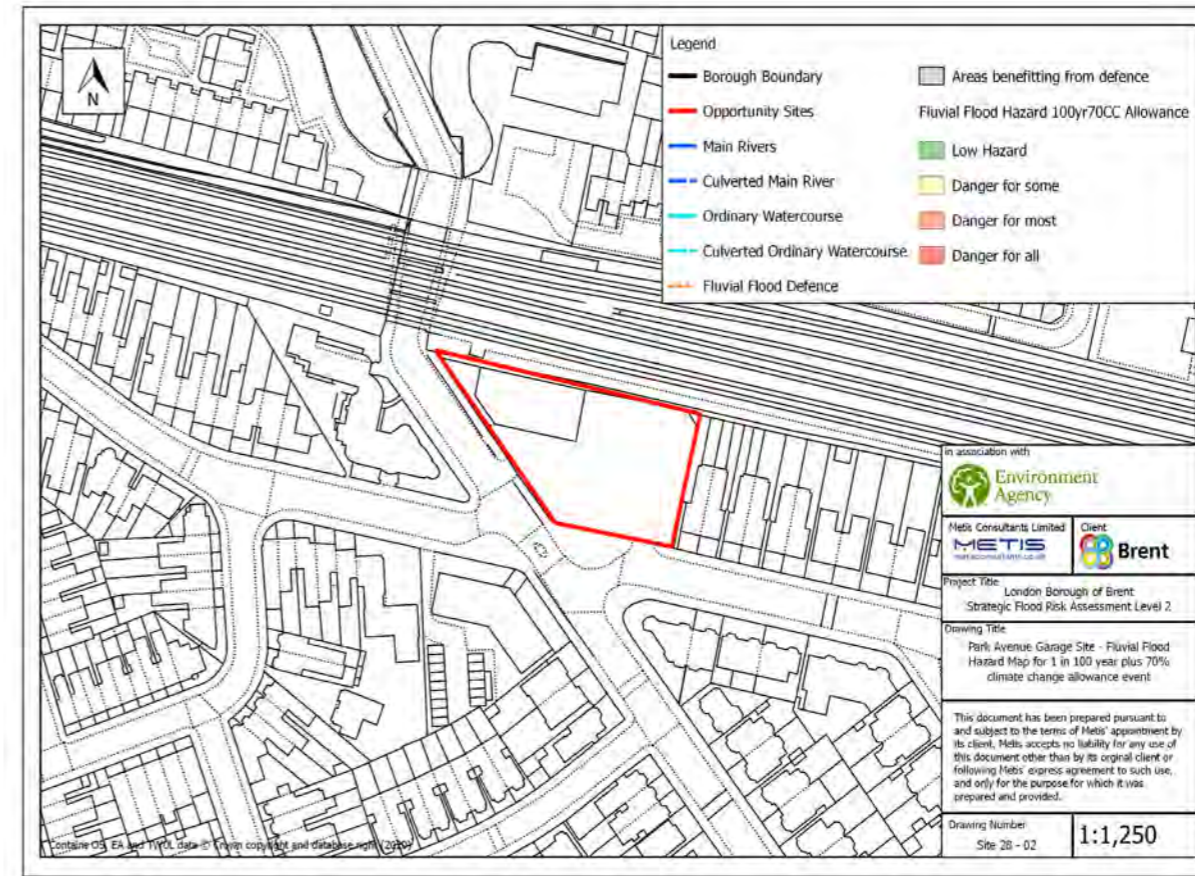 N
Legend
Borough Boundary
Opportunity Sites
Main Rivers
Culverted Main River
Ordinary Watercourse
Culverted Ordinary Watercourse
Fluvial Flood Defence
Areas benefitting from defence
Fluvial Flood Hazard 100yr70CC Allowance
Low Hazard
Danger for some
Danger for most
Danger for all
in association with
Environment
Agency
Metis Consultants Limited
METIS
metisconsultants.co.uk
Client
Brent
Project Title
London Borough of Brent
Strategic Flood Risk Assessment Level 2
Drawing Title
Park Avenue Garage Site - Fluvial Flood
Hazard Map for 1 in 100 year plus 70%
climate change allowance event
This document has been prepared pursuant to
and subject to the terms of Metis' appointment by
its client. Metis accepts no liability for any use of
this document other than by its orginal client or
following Metis' express agreement to such use,
and only for the purpose for which it was
prepared and provided.
Drawing Number
Site 28 - 02
1:1,250
Contains OS, EA and TWUL data © Crown copyright and database right (2020)